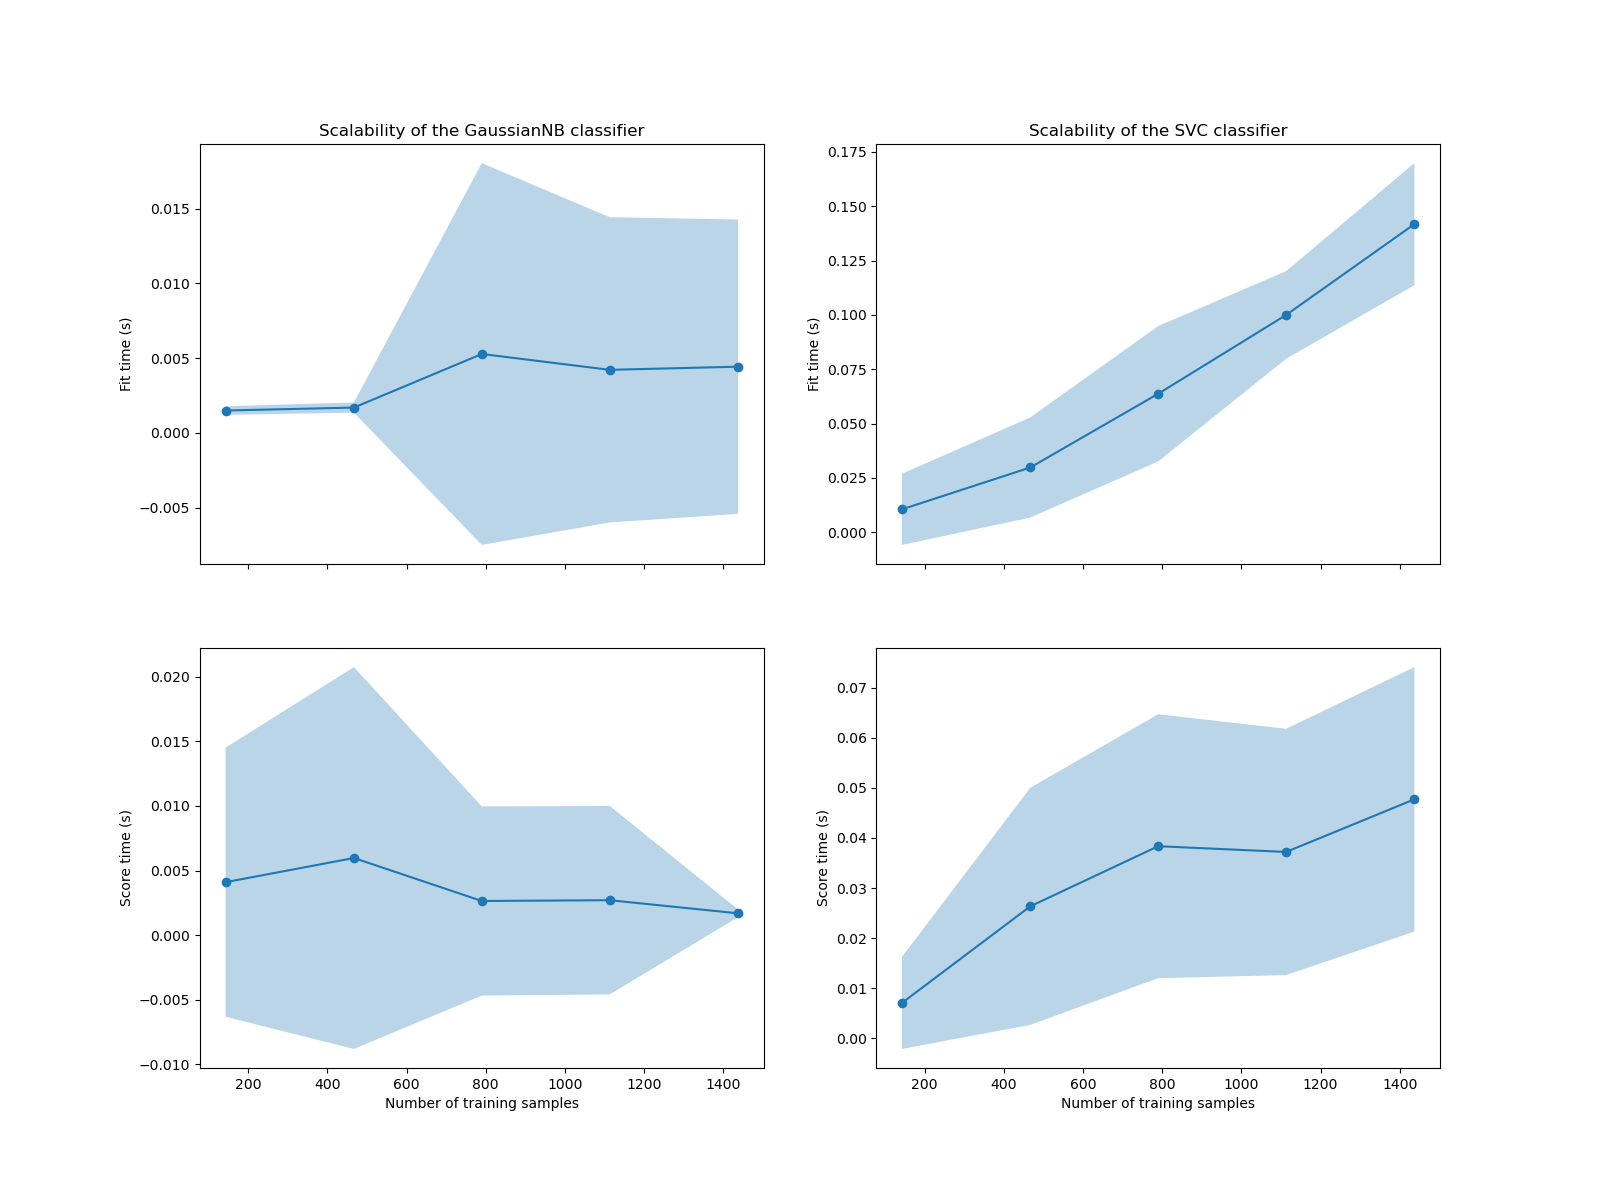 Scalability of the GaussianNB classifier
Fit time (s)
0.015
0.010
0.005
0.000
−0.005
Scalability of the SVC classifier
Fit time (s)
0.175
0.150
0.125
0.100
0.075
0.050
0.025
0.000
Score time (s)
0.020
0.015
0.010
0.005
0.000
−0.005
−0.010
200 400 600 800 1000 1200 1400
Number of training samples
Score time (s)
0.07
0.06
0.05
0.04
0.03
0.02
0.01
0.00
200 400 600 800 1000 1200 1400
Number of training samples